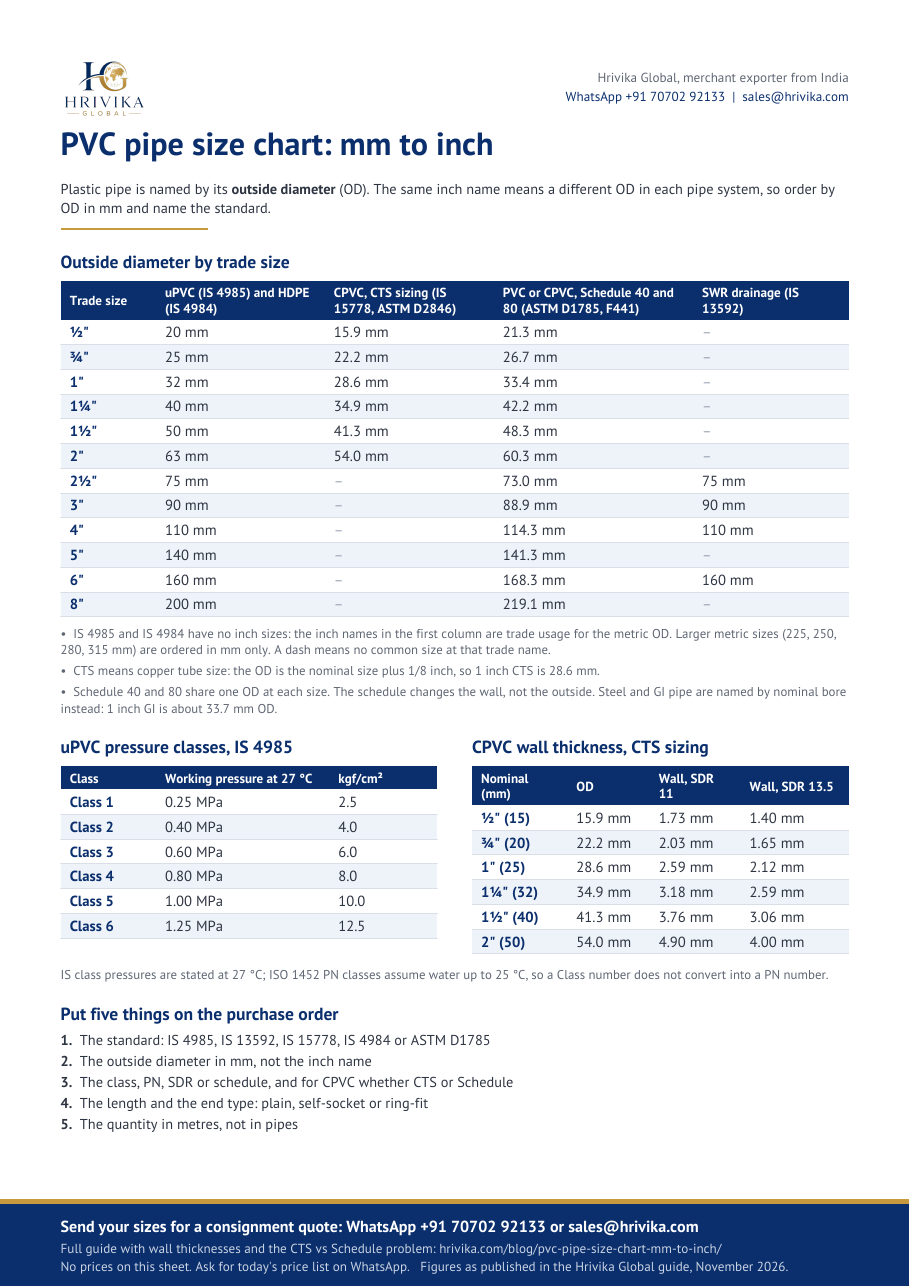 HRIVIKA
GLOBAL
Hrivika Global, merchant exporter from India
WhatsApp +91 70702 92133 | sales@hrivika.com
PVC pipe size chart: mm to inch
Plastic pipe is named by its outside diameter (OD). The same inch name means a different OD in each pipe system, so order by
OD in mm and name the standard.
Outside diameter by trade size
Trade size | uPVC (IS 4985) and HDPE (IS 4984) | CPVC, CTS sizing (IS 15778, ASTM D2846) | PVC or CPVC, Schedule 40 and 80 (ASTM D1785, F441) | SWR drainage (IS 13592)
½" | 20 mm | 15.9 mm | 21.3 mm | –
¾" | 25 mm | 22.2 mm | 26.7 mm | –
1" | 32 mm | 28.6 mm | 33.4 mm | –
1¼" | 40 mm | 34.9 mm | 42.2 mm | –
1½" | 50 mm | 41.3 mm | 48.3 mm | –
2" | 63 mm | 54.0 mm | 60.3 mm | –
2½" | 75 mm | – | 73.0 mm | 75 mm
3" | 90 mm | – | 88.9 mm | 90 mm
4" | 110 mm | – | 114.3 mm | 110 mm
5" | 140 mm | – | 141.3 mm | –
6" | 160 mm | – | 168.3 mm | 160 mm
8" | 200 mm | – | 219.1 mm | –
• IS 4985 and IS 4984 have no inch sizes: the inch names in the first column are trade usage for the metric OD. Larger metric sizes (225, 250,
280, 315 mm) are ordered in mm only. A dash means no common size at that trade name.
• CTS means copper tube size: the OD is the nominal size plus 1/8 inch, so 1 inch CTS is 28.6 mm.
• Schedule 40 and 80 share one OD at each size. The schedule changes the wall, not the outside. Steel and GI pipe are named by nominal bore
instead: 1 inch GI is about 33.7 mm OD.
uPVC pressure classes, IS 4985
Class | Working pressure at 27 °C | kgf/cm²
Class 1 | 0.25 MPa | 2.5
Class 2 | 0.40 MPa | 4.0
Class 3 | 0.60 MPa | 6.0
Class 4 | 0.80 MPa | 8.0
Class 5 | 1.00 MPa | 10.0
Class 6 | 1.25 MPa | 12.5
CPVC wall thickness, CTS sizing
Nominal (mm) | OD | Wall, SDR 11 | Wall, SDR 13.5
½" (15) | 15.9 mm | 1.73 mm | 1.40 mm
¾" (20) | 22.2 mm | 2.03 mm | 1.65 mm
1" (25) | 28.6 mm | 2.59 mm | 2.12 mm
1¼" (32) | 34.9 mm | 3.18 mm | 2.59 mm
1½" (40) | 41.3 mm | 3.76 mm | 3.06 mm
2" (50) | 54.0 mm | 4.90 mm | 4.00 mm
IS class pressures are stated at 27 °C; ISO 1452 PN classes assume water up to 25 °C, so a Class number does not convert into a PN number.
Put five things on the purchase order
1. The standard: IS 4985, IS 13592, IS 15778, IS 4984 or ASTM D1785
2. The outside diameter in mm, not the inch name
3. The class, PN, SDR or schedule, and for CPVC whether CTS or Schedule
4. The length and the end type: plain, self-socket or ring-fit
5. The quantity in metres, not in pipes
Send your sizes for a consignment quote: WhatsApp +91 70702 92133 or sales@hrivika.com
Full guide with wall thicknesses and the CTS vs Schedule problem: hrivika.com/blog/pvc-pipe-size-chart-mm-to-inch/
No prices on this sheet. Ask for today's price list on WhatsApp. Figures as published in the Hrivika Global guide, November 2026.